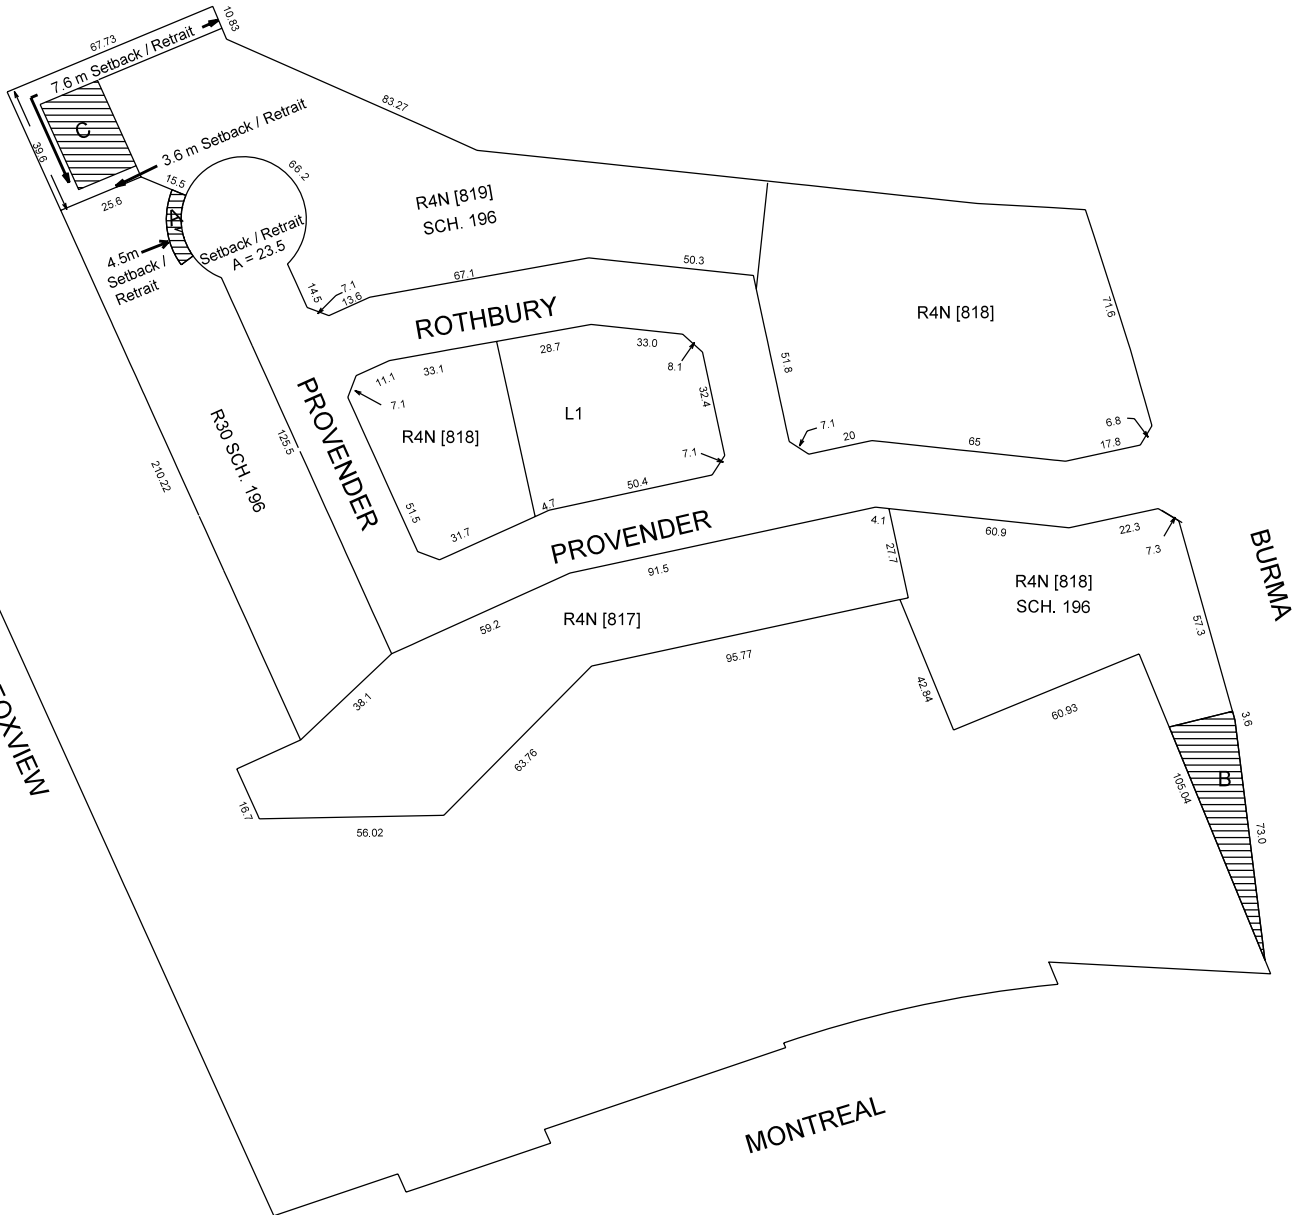 67.73
10.83
7.6 m Setback / Retrait
C
39.6
3.6 m Setback / Retrait
83.27
15.5
66.2
25.6
A
Setback / Retrait
A = 23.5
4.5m
Setback /
Retrait
R4N [819]
SCH. 196
14.5
7.1
13.6
67.1
50.3
ROTHBURY
R4N [818]
71.6
51.8
7.1
20
65
6.8
17.8
11.1
33.1
28.7
33.0
8.1
7.1
R4N [818]
L1
32.4
7.1
51.5
31.7
4.7
50.4
PROVENDER
R30 SCH. 196
125.5
210.22
PROVENDER
4.1
60.9
22.3
7.3
27.7
91.5
59.2
R4N [817]
R4N [818]
SCH. 196
BURMA
57.3
95.77
42.84
60.93
38.1
63.76
16.7
56.02
3.6
B
105.04
73.0
OXVIEW
MONTREAL